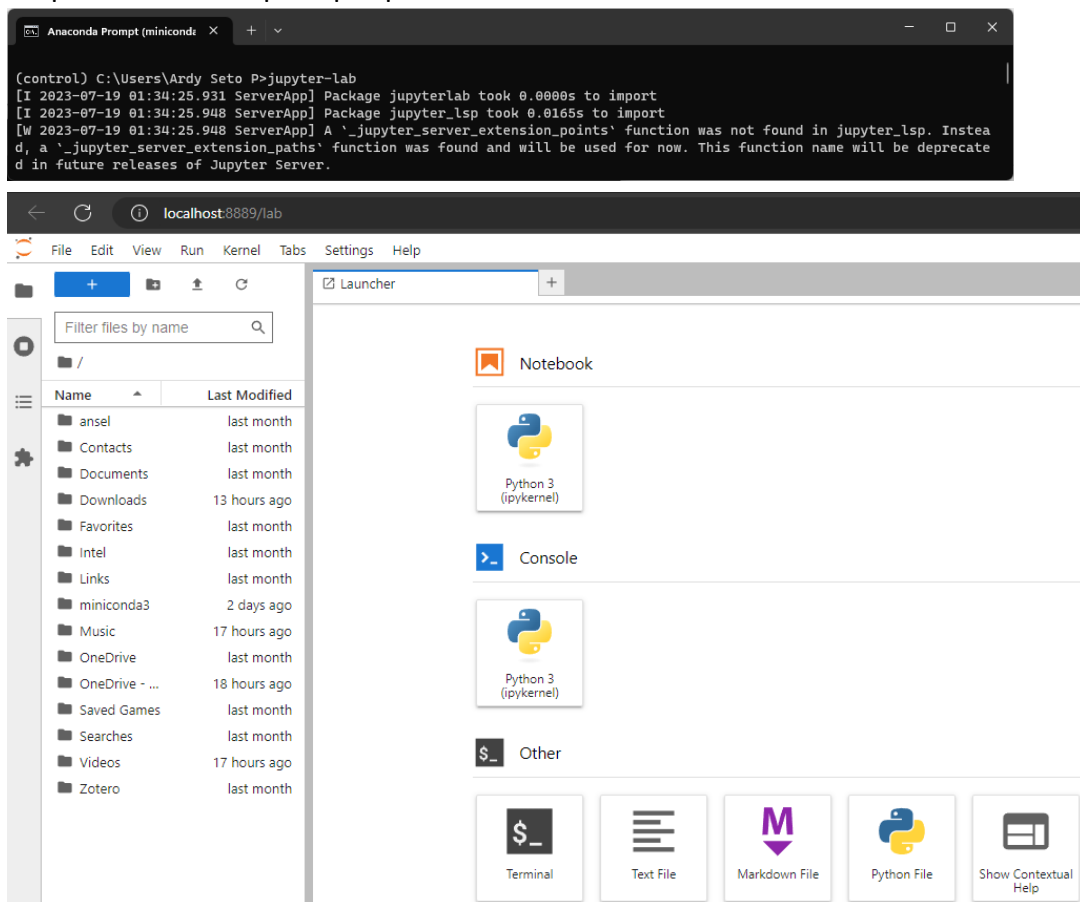 Anaconda Prompt (miniconda
(control) C:\Users\Ardy Seto P>jupyter-lab
[I 2023-07-19 01:34:25.931 ServerApp] Package jupyterlab took 0.0000s to import
[I 2023-07-19 01:34:25.948 ServerApp] Package jupyter_lsp took 0.0165s to import
[W 2023-07-19 01:34:25.948 ServerApp] A `_jupyter_server_extension_points` function was not found in jupyter_lsp. Instea
d, a `_jupyter_server_extension_paths` function was found and will be used for now. This function name will be deprecate
d in future releases of Jupyter Server.
localhost:8889/lab
File Edit View Run Kernel Tabs Settings Help
Launcher
Filter files by name
/
Name Last Modified
ansel last month
Contacts last month
Documents last month
Downloads 13 hours ago
Favorites last month
Intel last month
Links last month
miniconda3 2 days ago
Music 17 hours ago
OneDrive last month
OneDrive - ... 18 hours ago
Saved Games last month
Searches last month
Videos 17 hours ago
Zotero last month
Notebook
Python 3
(ipykernel)
Console
Python 3
(ipykernel)
$_ Other
$_
Terminal
Text File
M
Markdown File
Python File
Show Contextual
Help